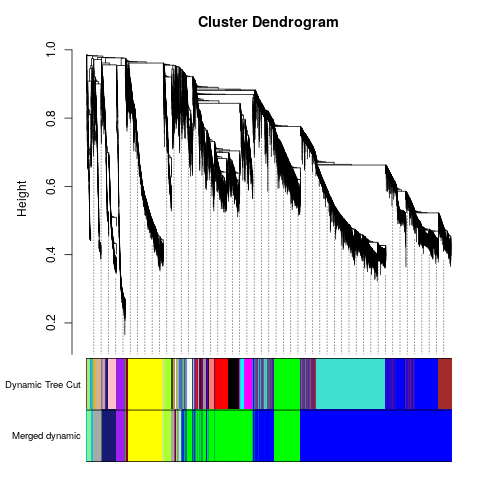 Cluster Dendrogram
Height
1.0
0.8
0.6
0.4
0.2
Dynamic Tree Cut
Merged dynamic